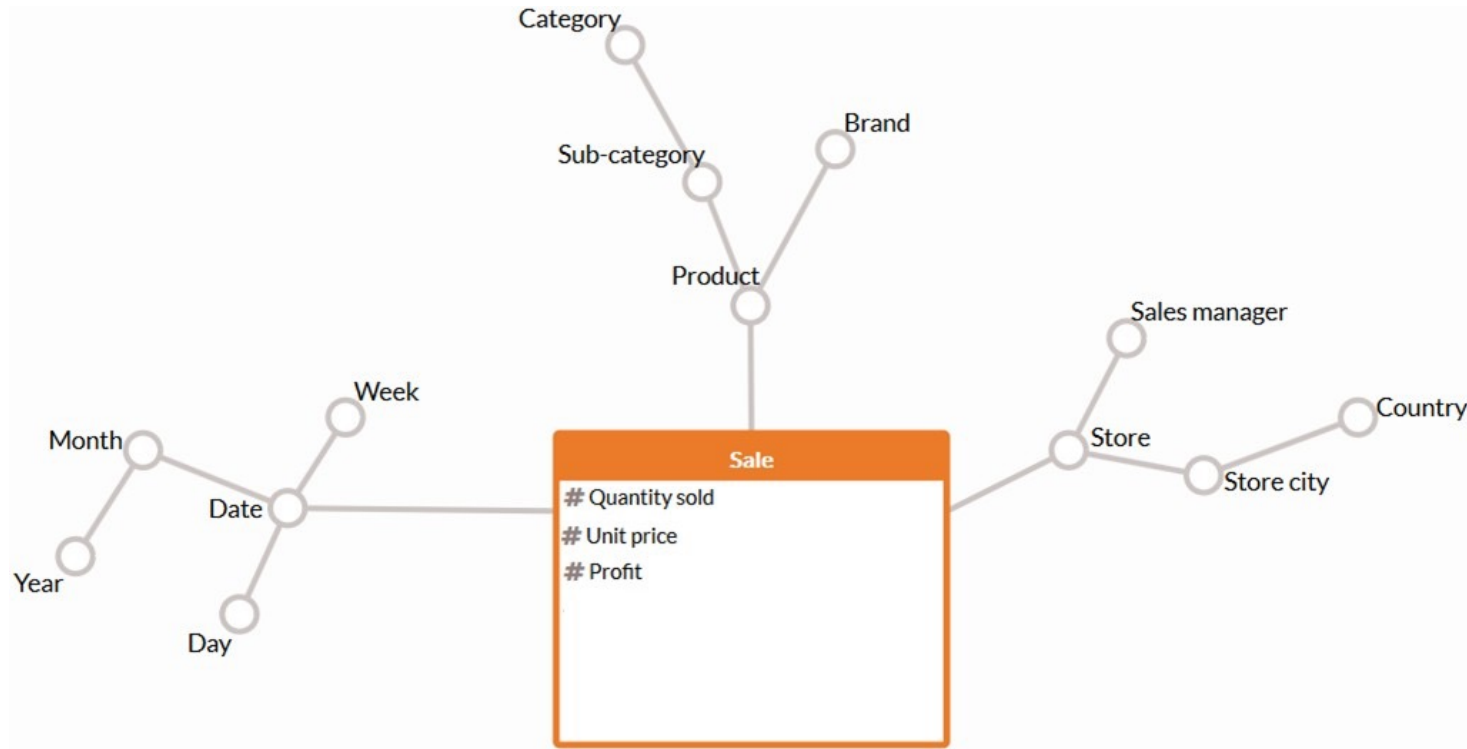 Category
Brand
Sub-category
Product
Sales manager
Week
Country
Month
Store
Sale
Store city
# Quantity sold
Date
# Unit price
# Profit
Year
Day